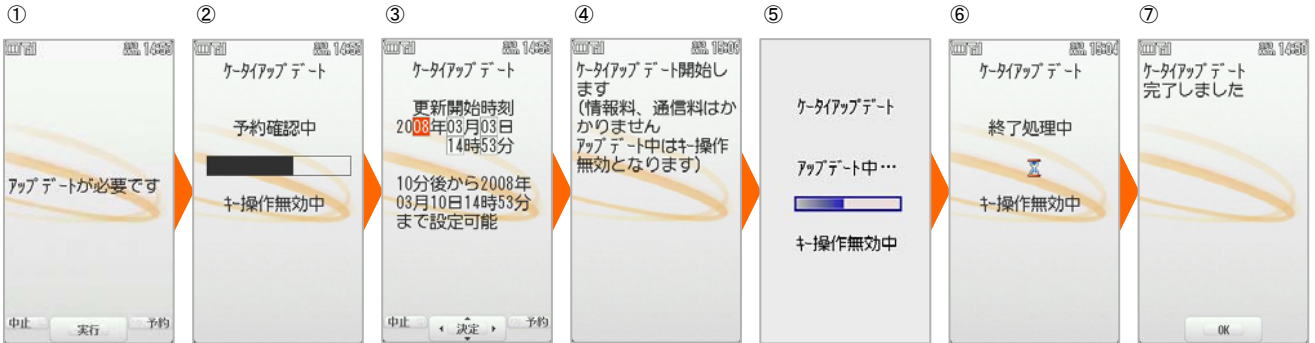 ①
アップデートが必要です
中止
実行
予約
②
14:53
ケータイアップデート
予約確認中
キー操作無効中
③
14:53
ケータイアップデート
更新開始時刻
2008年03月03日
14時53分
10分後から2008年
03月10日14時53分
まで設定可能
中止
決定
予約
④
ケータイアップデート開始し
ます
(情報料、通信料はか
かりません
アップデート中はキー操作
無効となります)
⑤
ケータイアップデート
アップデート中…
キー操作無効中
⑥
15:04
ケータイアップデート
終了処理中
キー操作無効中
⑦
14:50
ケータイアップデート
完了しました
OK